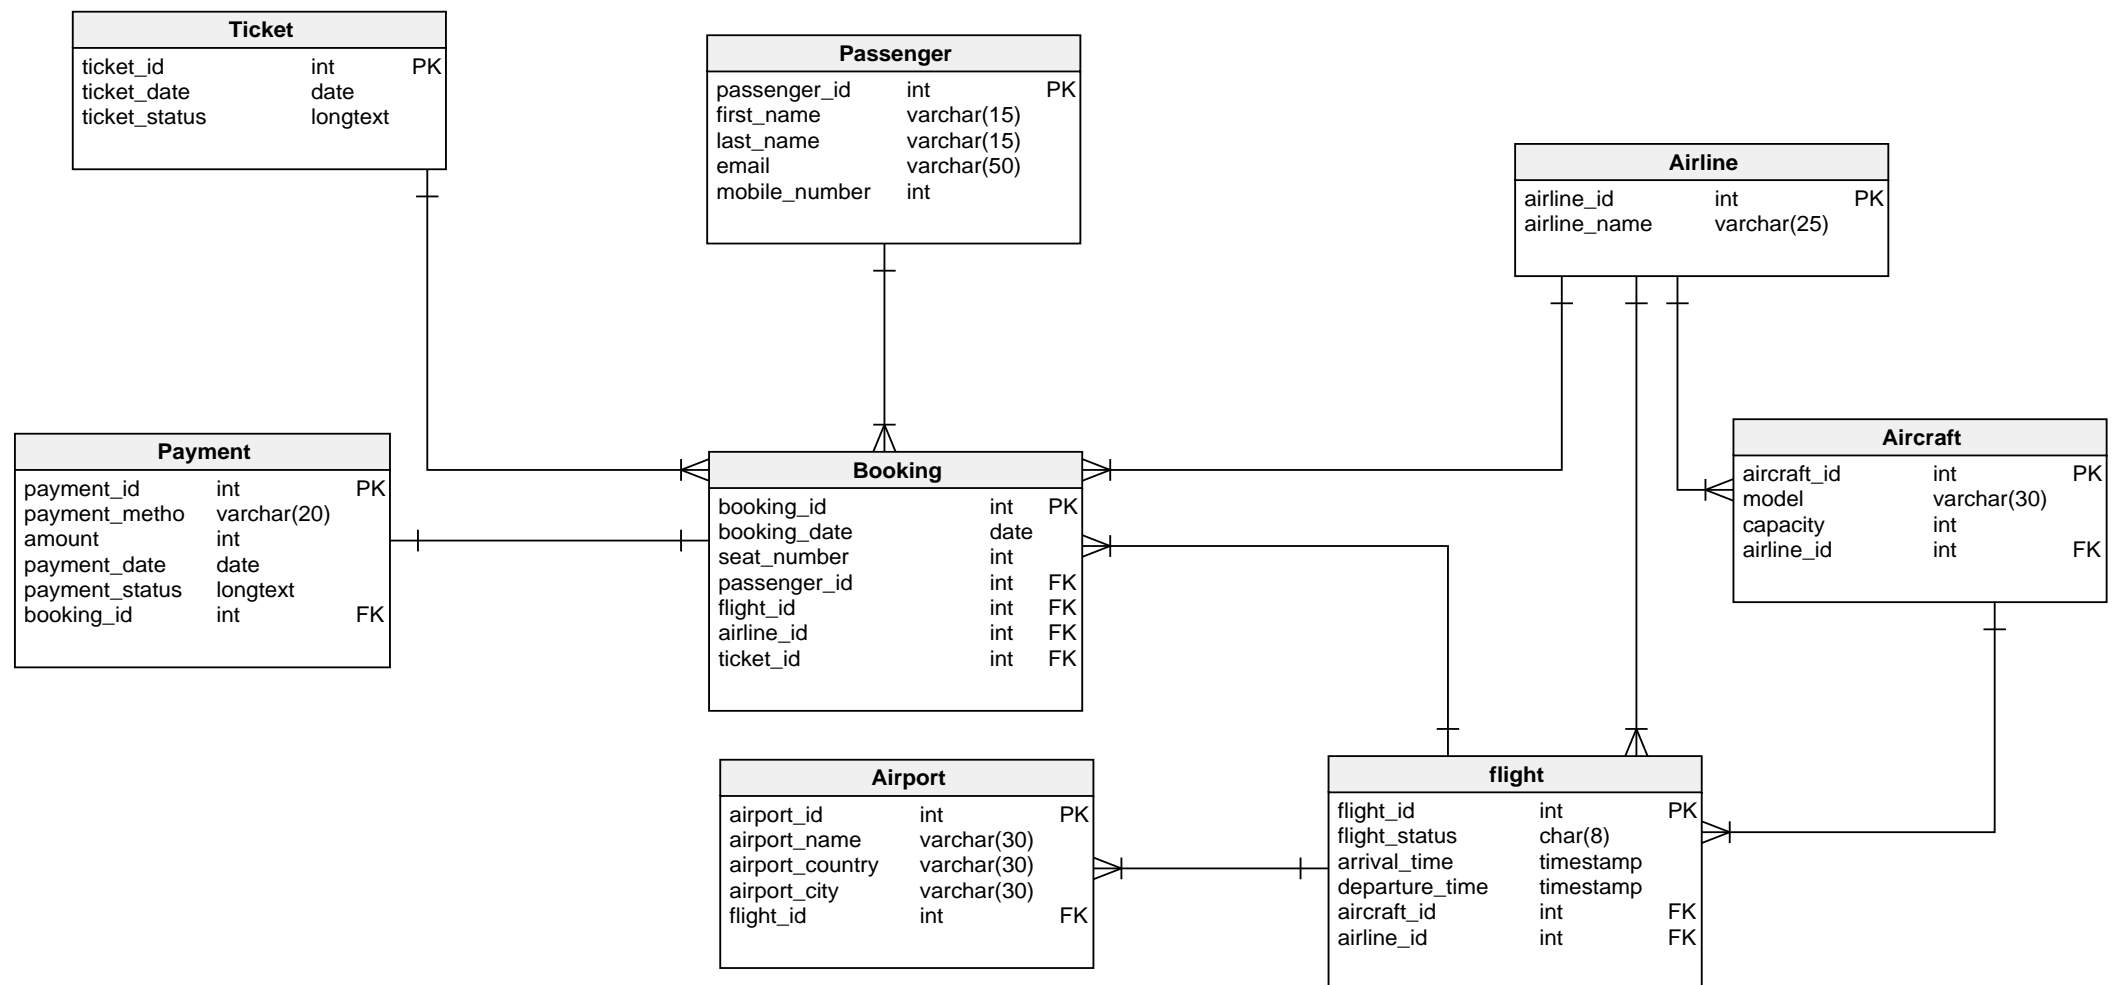 Ticket
ticket_id int PK
ticket_date date
ticket_status longtext
Passenger
passenger_id int PK
first_name varchar(15)
last_name varchar(15)
email varchar(50)
mobile_number int
Airline
airline_id int PK
airline_name varchar(25)
Payment
payment_id int PK
payment_metho varchar(20)
amount int
payment_date date
payment_status longtext
booking_id int FK
Booking
booking_id int PK
booking_date date
seat_number int
passenger_id int FK
flight_id int FK
airline_id int FK
ticket_id int FK
Aircraft
aircraft_id int PK
model varchar(30)
capacity int
airline_id int FK
Airport
airport_id int PK
airport_name varchar(30)
airport_country varchar(30)
airport_city varchar(30)
flight_id int FK
flight
flight_id int PK
flight_status char(8)
arrival_time timestamp
departure_time timestamp
aircraft_id int FK
airline_id int FK